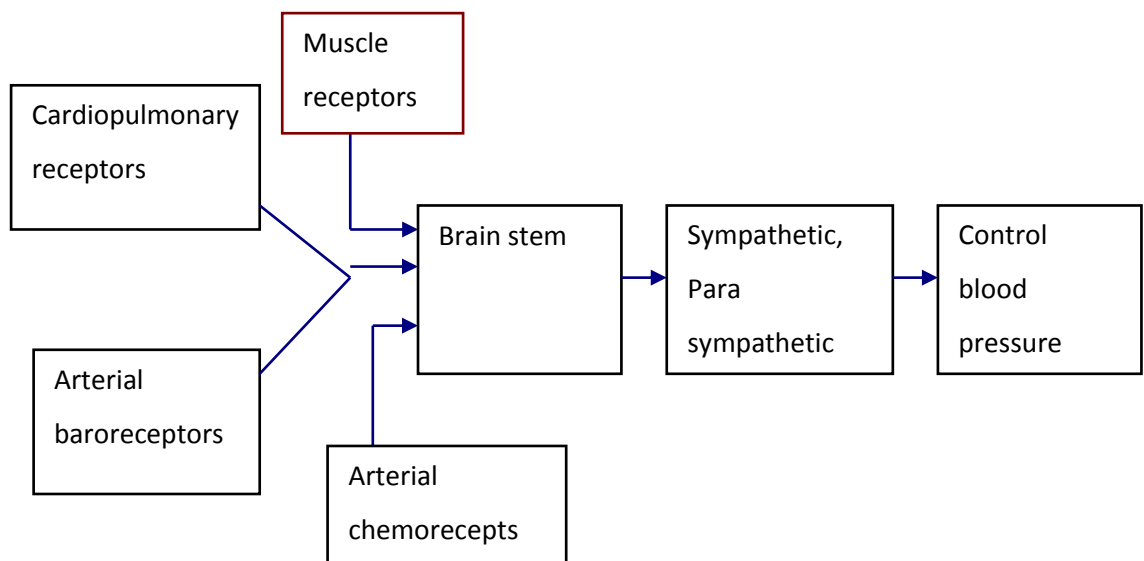 Muscle
receptors
Cardiopulmonary
receptors
Brain stem
Sympathetic,
Para
sympathetic
Control
blood
pressure
Arterial
baroreceptors
Arterial
chemorecepts